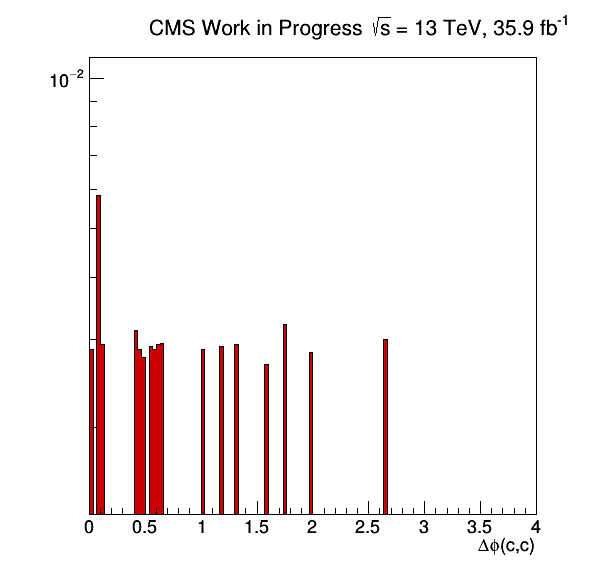 CMS Work in Progress √s = 13 TeV, 35.9 fb⁻¹
10⁻²
0 0.5 1 1.5 2 2.5 3 3.5 4
Δϕ(c,c)